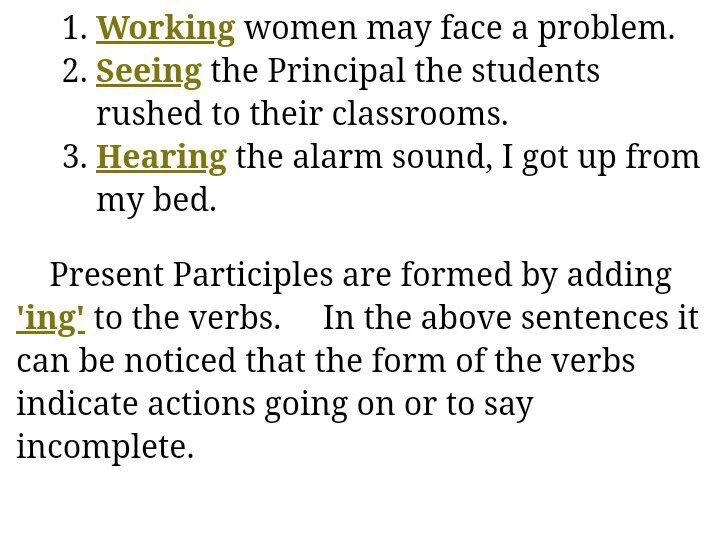 1. Working women may face a problem.
2. Seeing the Principal the students
rushed to their classrooms.
3. Hearing the alarm sound, I got up from
my bed.
Present Participles are formed by adding
'ing' to the verbs. In the above sentences it
can be noticed that the form of the verbs
indicate actions going on or to say
incomplete.